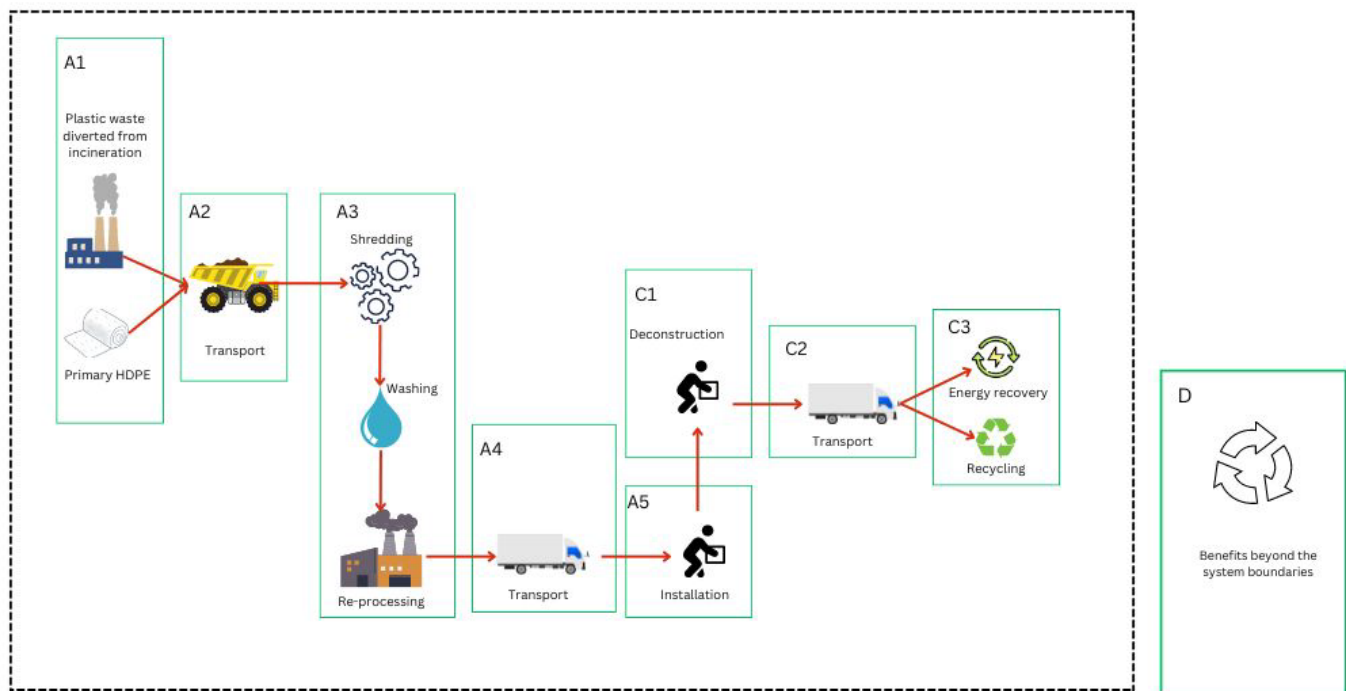 A1
Plastic waste
diverted from
incineration
Primary HDPE
A2
Transport
A3
Shredding
Washing
Re-processing
A4
Transport
A5
Installation
C1
Deconstruction
C2
Transport
C3
Energy recovery
Recycling
D
Benefits beyond the
system boundaries